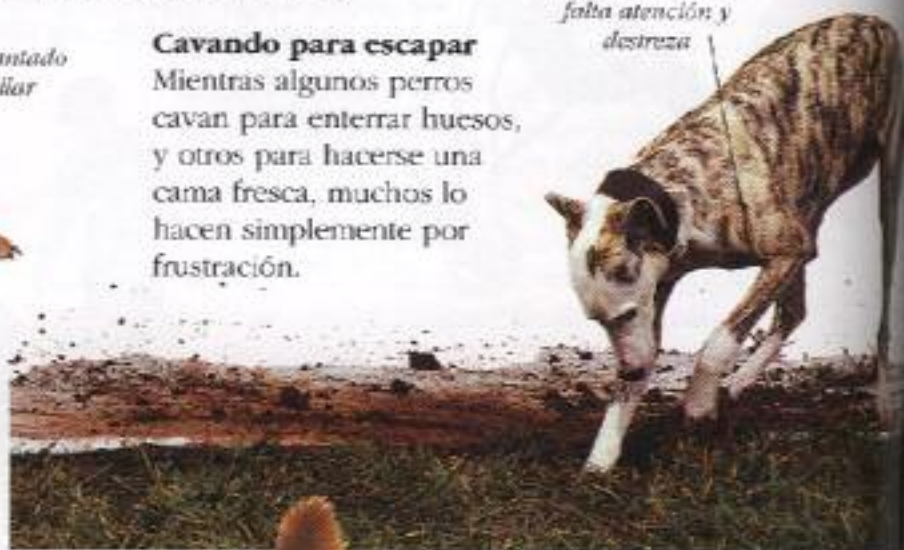 falta atención y
destreza
Cavando para escapar
Mientras algunos perros
cavan para enterrar huesos,
y otros para hacerse una
cama fresca, muchos lo
hacen simplemente por
frustración.